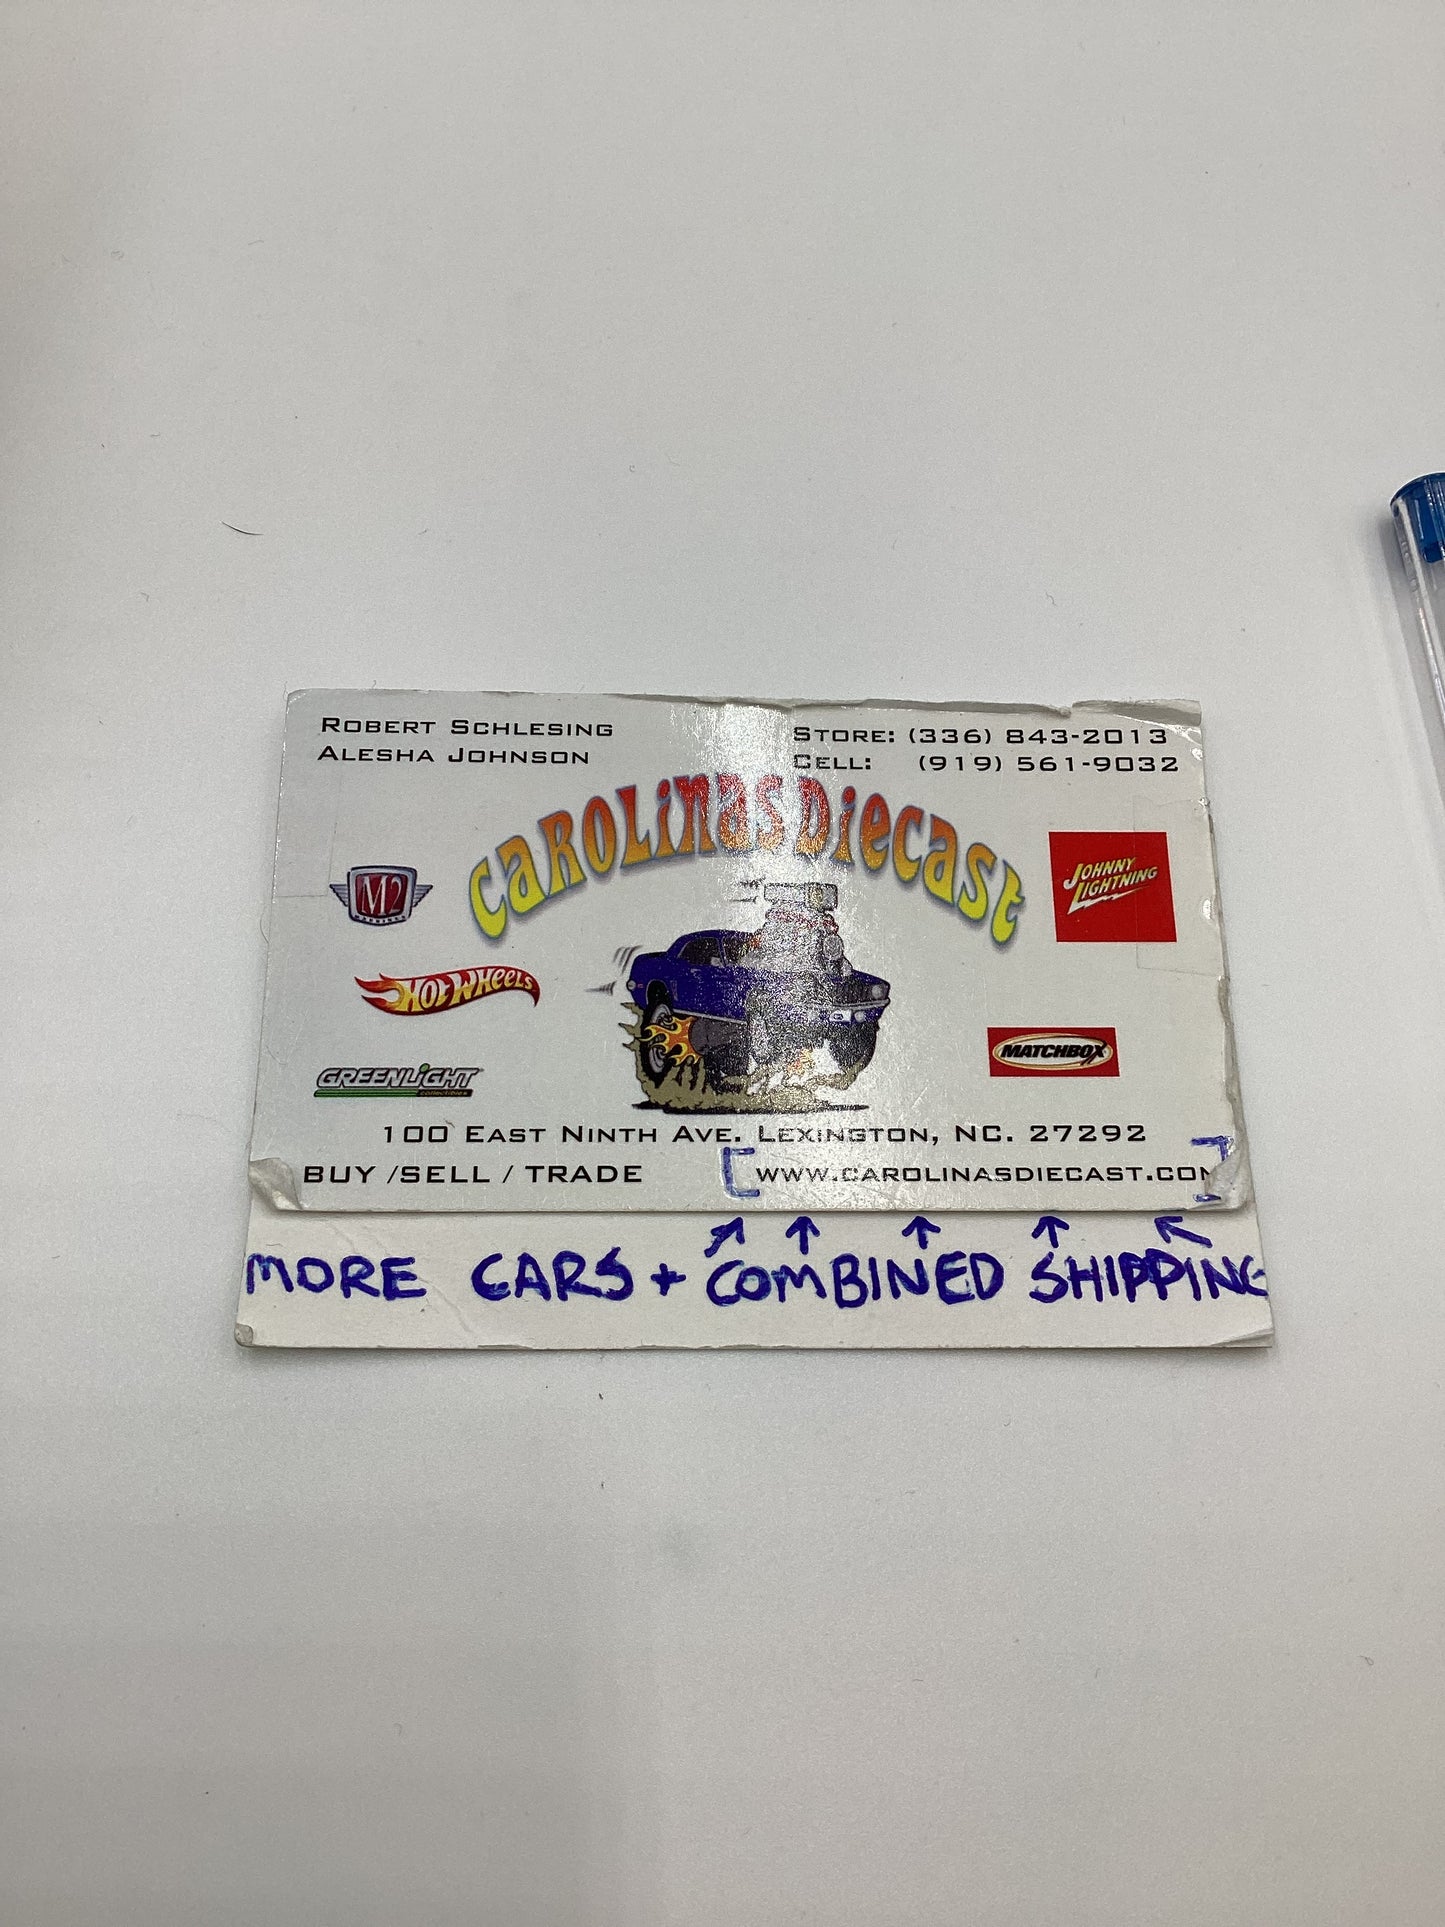 ROBERT SCHLESING
ALESHA JOHNSON
STORE: (336) 843-2013
CELL: (919) 561-9032
CAROLINAS DIECAST
M2
MACHINES
JOHNNY
LIGHTNING
HOT WHEELS
MATCHBOX
GREENLIGHT
collectibles
100 EAST NINTH AVE. LEXINGTON, NC. 27292
BUY /SELL / TRADE
[WWW.CAROLINASDIECAST.COM]
MORE CARS + COMBINED SHIPPING